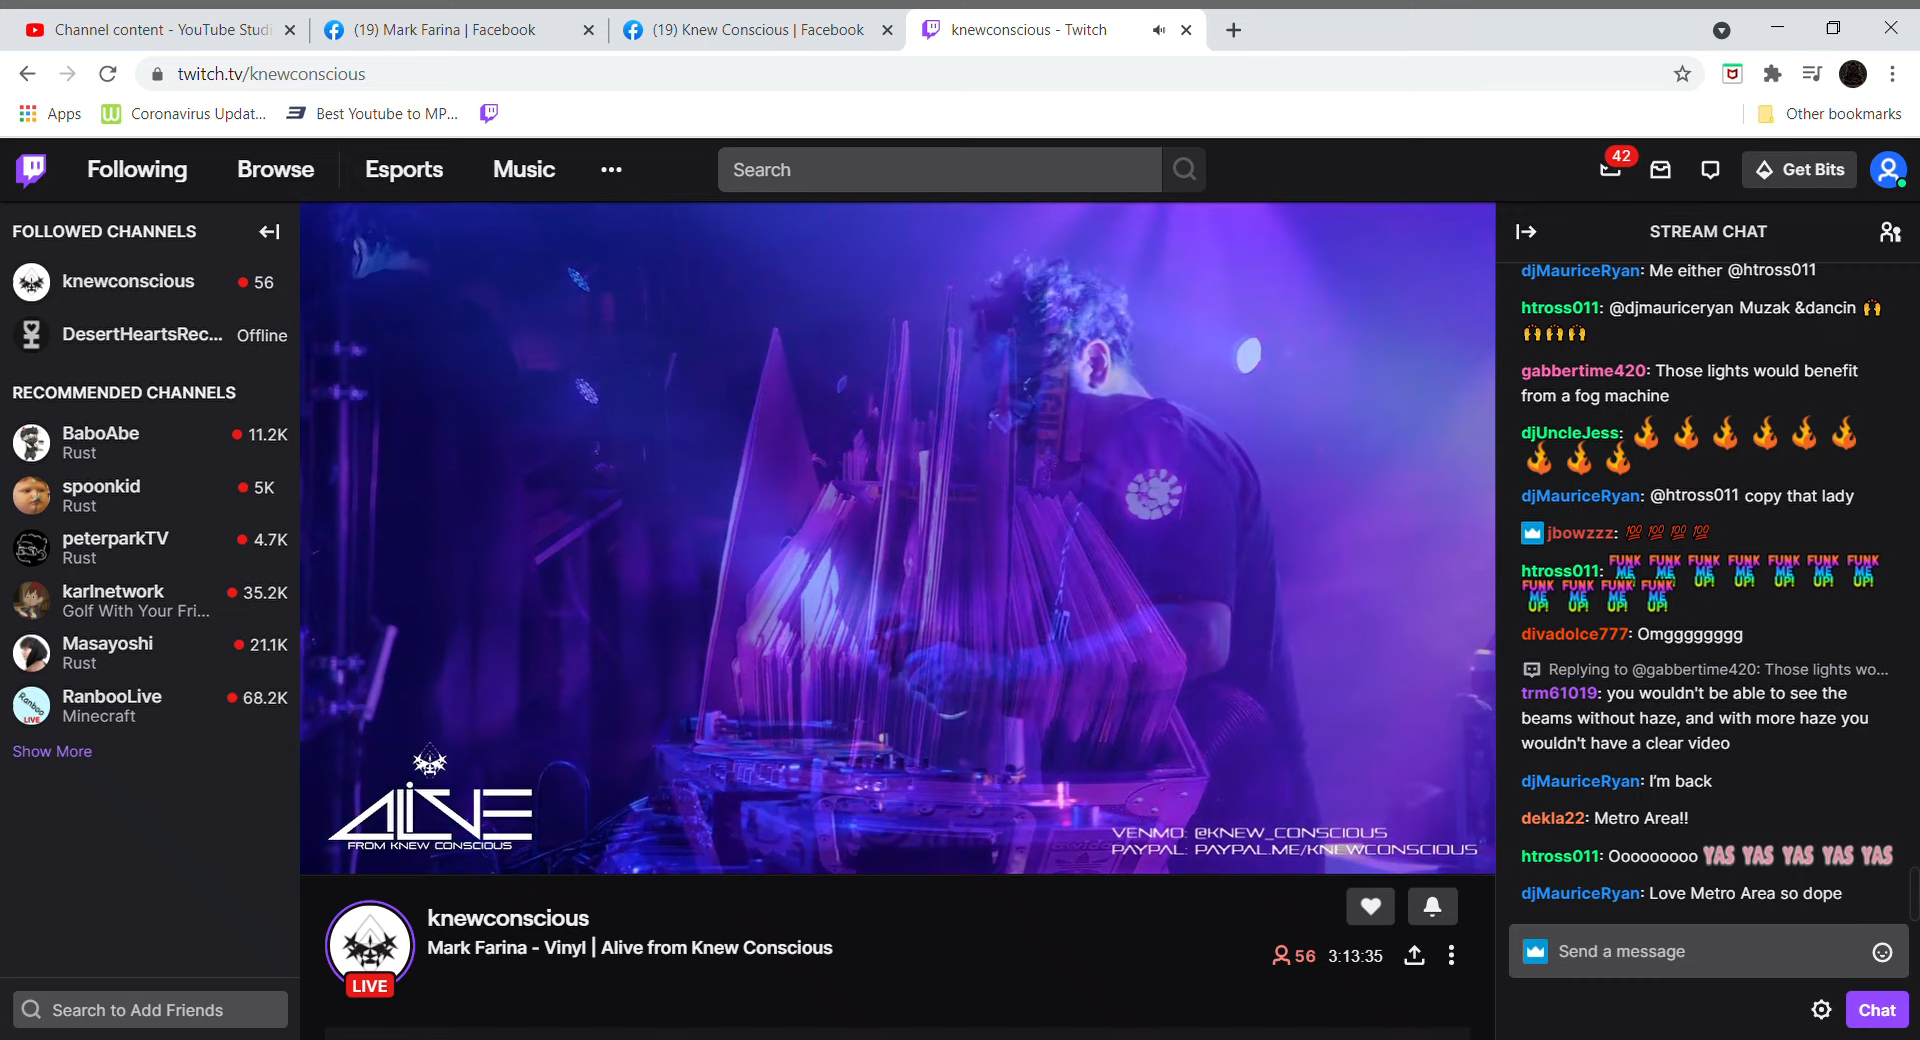 Channel content - YouTube Studi
(19) Mark Farina | Facebook
(19) Knew Conscious | Facebook
knewconscious - Twitch
twitch.tv/knewconscious
Apps
Coronavirus Updat...
Best Youtube to MP...
Other bookmarks
Following
Browse
Esports
Music
Search
42
Get Bits
FOLLOWED CHANNELS
knewconscious
56
DesertHeartsRec...
Offline
RECOMMENDED CHANNELS
BaboAbe
11.2K
Rust
spoonkid
5K
Rust
peterparkTV
4.7K
Rust
karlnetwork
35.2K
Golf With Your Fri...
Masayoshi
21.1K
Rust
RanbooLive
68.2K
Minecraft
Ranboo
LIVE
Show More
Search to Add Friends
ALIVE
FROM KNEW CONSCIOUS
VENMO: @KNEW_CONSCIOUS
PAYPAL: PAYPAL.ME/KNEWCONSCIOUS
knewconscious
Mark Farina - Vinyl | Alive from Knew Conscious
LIVE
56
3:13:35
STREAM CHAT
djMauriceRyan: Me either @htross011
htross011: @djmauriceryan Muzak &dancin 🙌
🙌🙌🙌
gabbertime420: Those lights would benefit
from a fog machine
djUncleJess: 🔥 🔥 🔥 🔥 🔥 🔥
🔥 🔥 🔥
djMauriceRyan: @htross011 copy that lady
jbowzzz: 💯 💯 💯 💯
htross011: FUNK ME UP! FUNK ME UP! FUNK ME UP! FUNK ME UP! FUNK ME UP! FUNK ME UP! FUNK ME UP!
FUNK ME UP! FUNK ME UP! FUNK ME UP! FUNK ME UP!
divadolce777: Omgggggggg
Replying to @gabbertime420: Those lights wo...
trm61019: you wouldn't be able to see the
beams without haze, and with more haze you
wouldn't have a clear video
djMauriceRyan: I'm back
dekla22: Metro Area!!
htross011: Ooooooooo YAS YAS YAS YAS YAS
djMauriceRyan: Love Metro Area so dope
Send a message
Chat